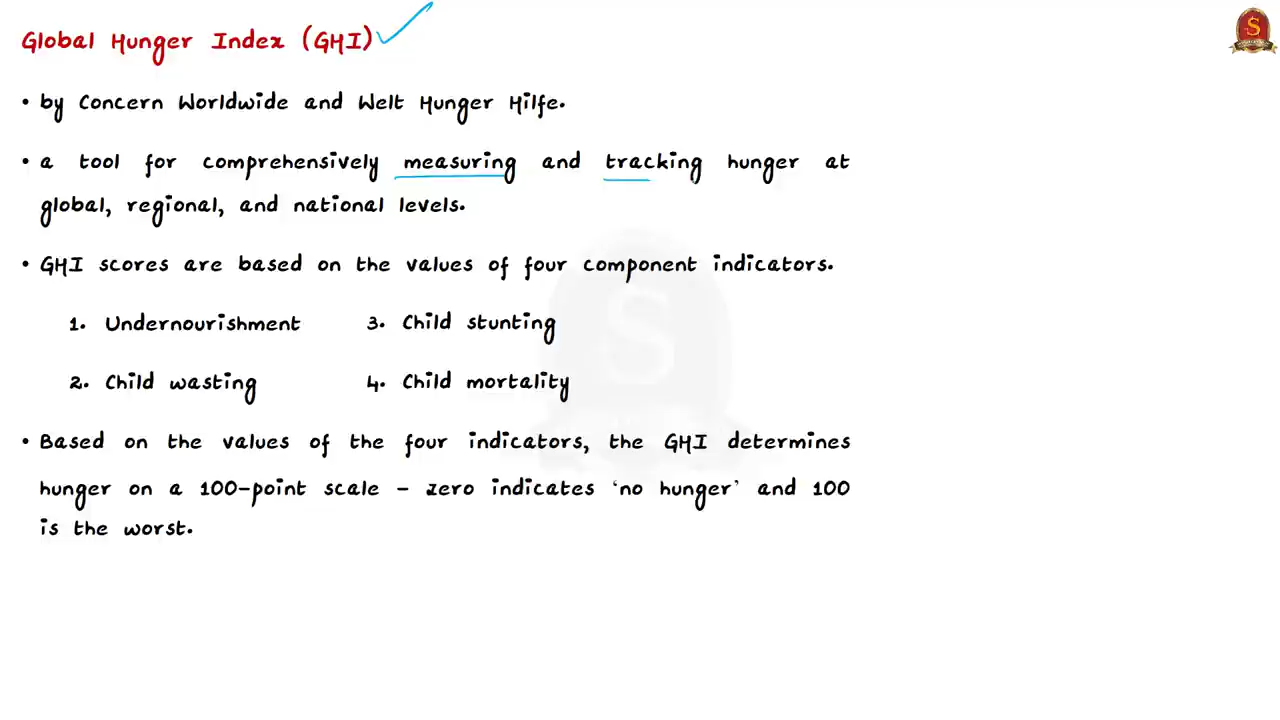 Global Hunger Index (GHI)
• by Concern Worldwide and Welt Hunger Hilfe.
• a tool for comprehensively measuring and tracking hunger at
global, regional, and national levels.
• GHI scores are based on the values of four component indicators.
1. Undernourishment 3. Child stunting
2. Child wasting 4. Child mortality
• Based on the values of the four indicators, the GHI determines
hunger on a 100-point scale – zero indicates ‘no hunger’ and 100
is the worst.